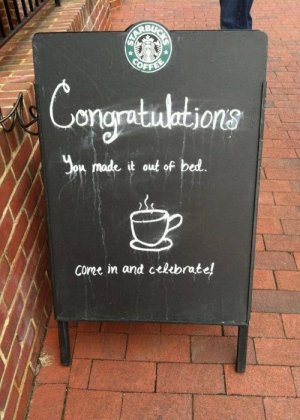 STARBUCKS
COFFEE
Congratulations
You made it out of bed.
come in and celebrate!